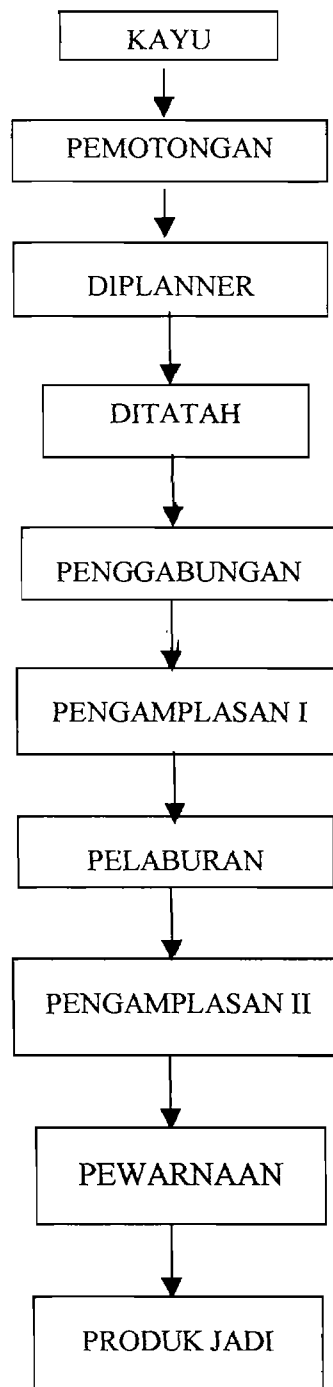 KAYU
PEMOTONGAN
DIPLANNER
DITATAH
PENGGABUNGAN
PENGAMPLASAN I
PELABURAN
PENGAMPLASAN II
PEWARNAAN
PRODUK JADI